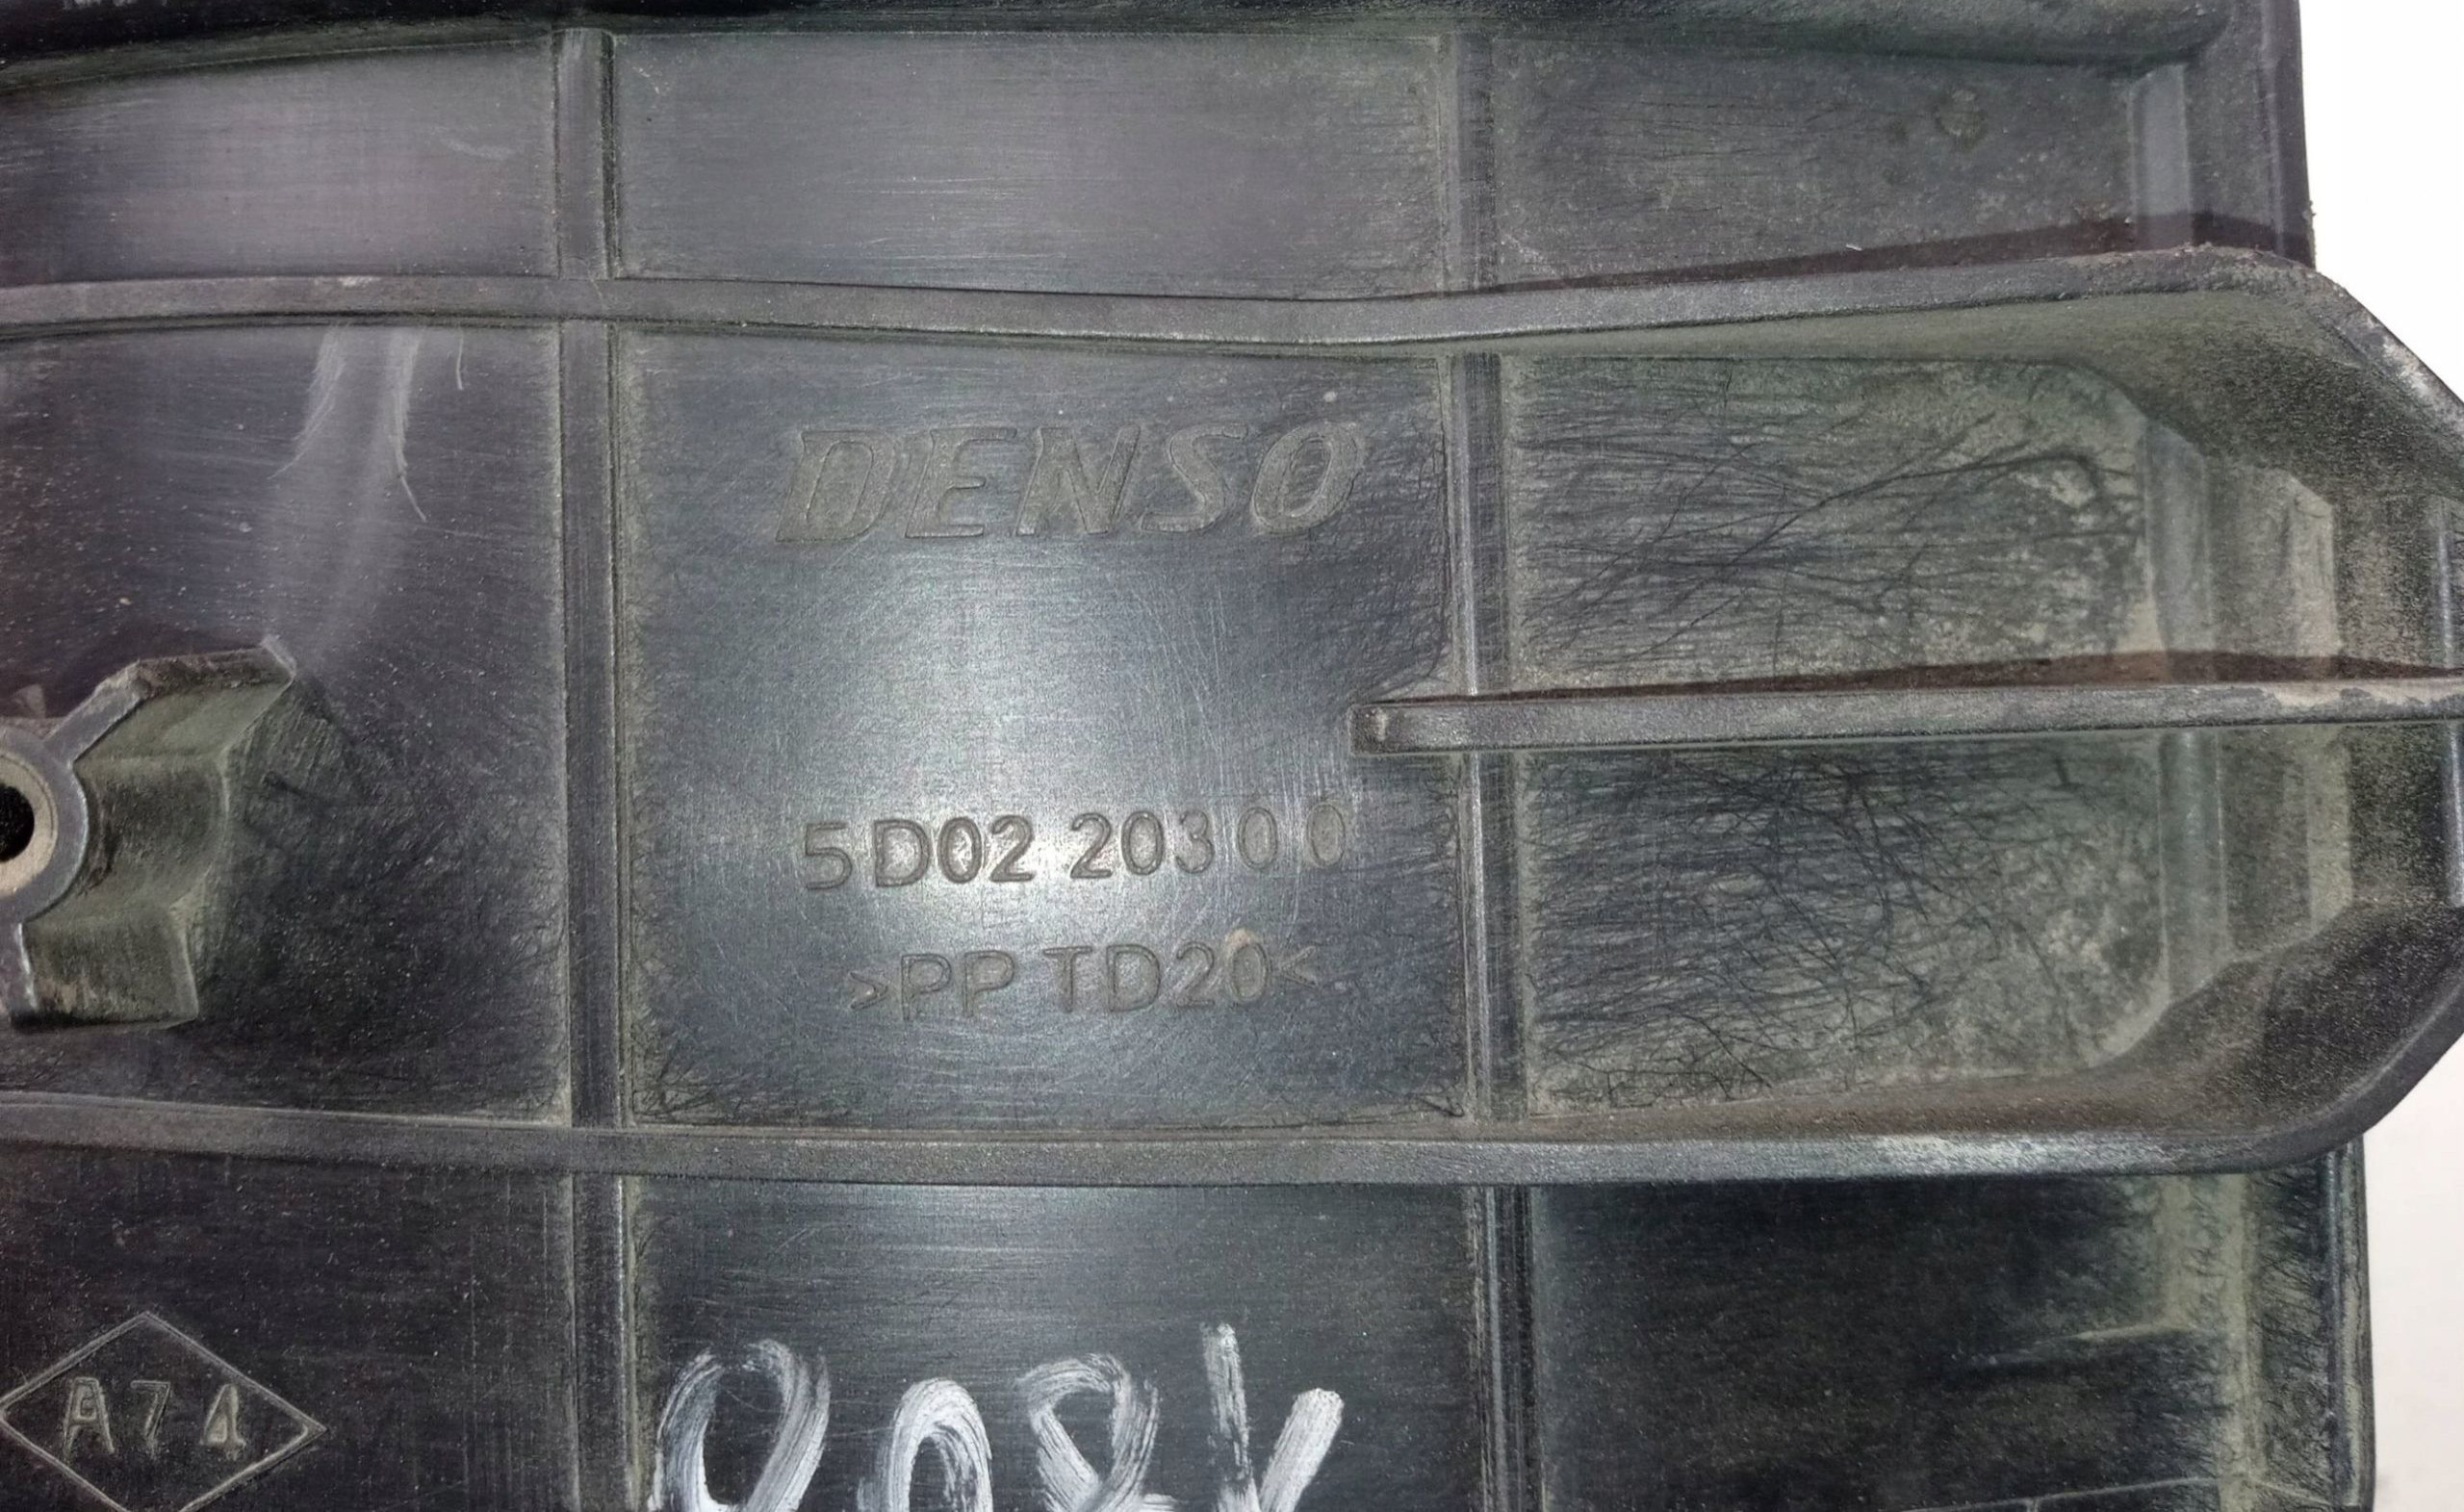 DENSO
5D02 20300
>PP TD20<
A74